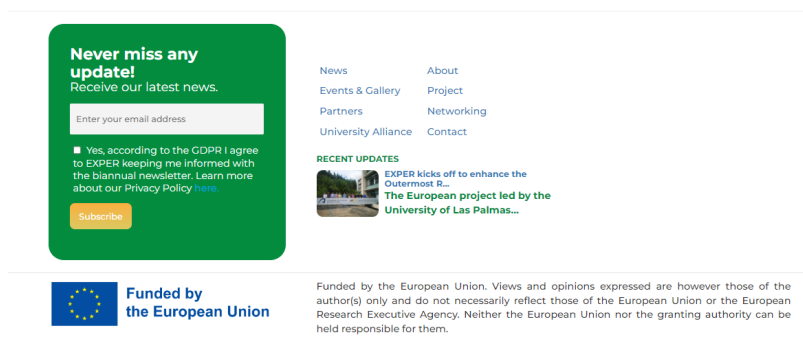 Never miss any
update!
Receive our latest news.
Enter your email address
Yes, according to the GDPR I agree
to EXPER keeping me informed with
the biannual newsletter. Learn more
about our Privacy Policy here.
Subscribe
News
About
Events & Gallery
Project
Partners
Networking
University Alliance
Contact
RECENT UPDATES
EXPER kicks off to enhance the
Outermost R...
The European project led by the
University of Las Palmas...
Funded by
the European Union
Funded by the European Union. Views and opinions expressed are however those of the
author(s) only and do not necessarily reflect those of the European Union or the European
Research Executive Agency. Neither the European Union nor the granting authority can be
held responsible for them.